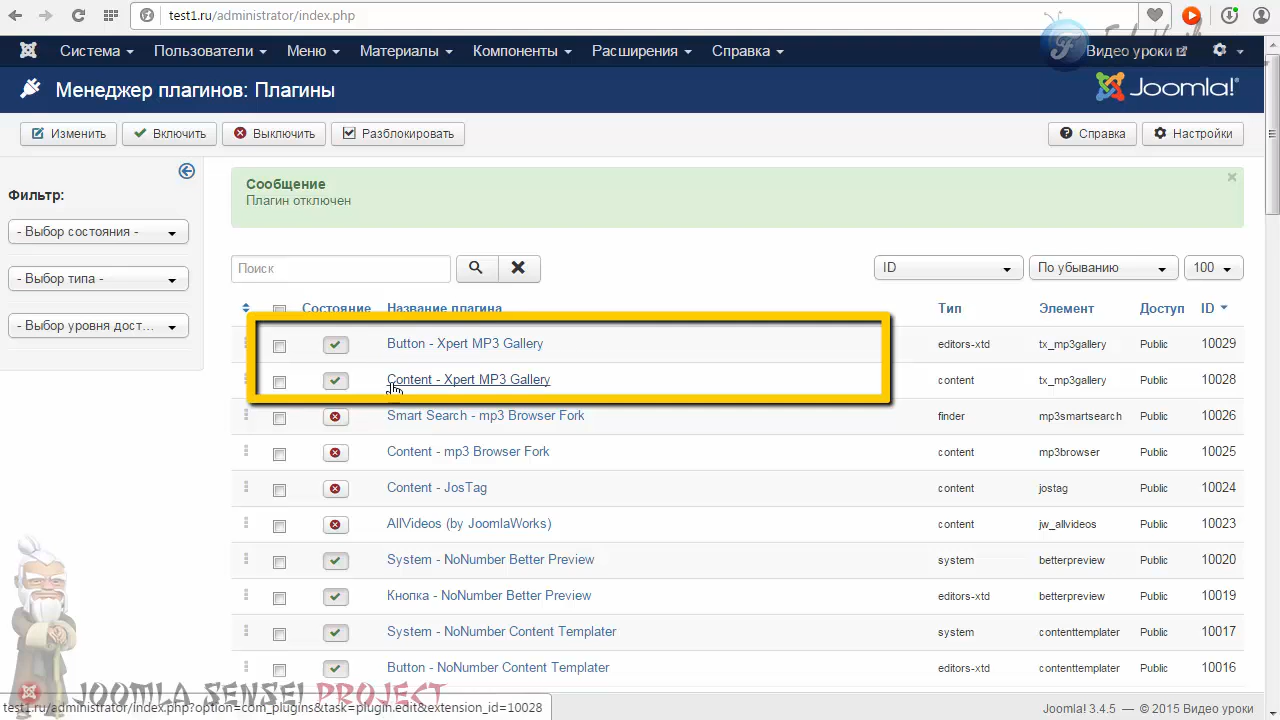 test1.ru/administrator/index.php
Система Пользователи Меню Материалы Компоненты Расширения Справка Видео уроки
Менеджер плагинов: Плагины Joomla!
Изменить Включить Выключить Разблокировать Справка Настройки
Фильтр:
- Выбор состояния -
- Выбор типа -
- Выбор уровня дост...
Сообщение
Плагин отключен
Поиск ID По убыванию 100
Состояние Название плагина Тип Элемент Доступ ID
Button - Xpert MP3 Gallery editors-xtd tx_mp3gallery Public 10029
Content - Xpert MP3 Gallery content tx_mp3gallery Public 10028
Smart Search - mp3 Browser Fork finder mp3smartsearch Public 10026
Content - mp3 Browser Fork content mp3browser Public 10025
Content - JosTag content jostag Public 10024
AllVideos (by JoomlaWorks) content jw_allvideos Public 10023
System - NoNumber Better Preview system betterpreview Public 10020
Кнопка - NoNumber Better Preview editors-xtd betterpreview Public 10019
System - NoNumber Content Templater system contenttemplater Public 10017
Button - NoNumber Content Templater editors-xtd contenttemplater Public 10016
JOOMLA SENSEI PROJECT
test1.ru/administrator/index.php?option=com_plugins&task=plugin.edit&extension_id=10028
Joomla! 3.4.5 — © 2015 Видео уроки